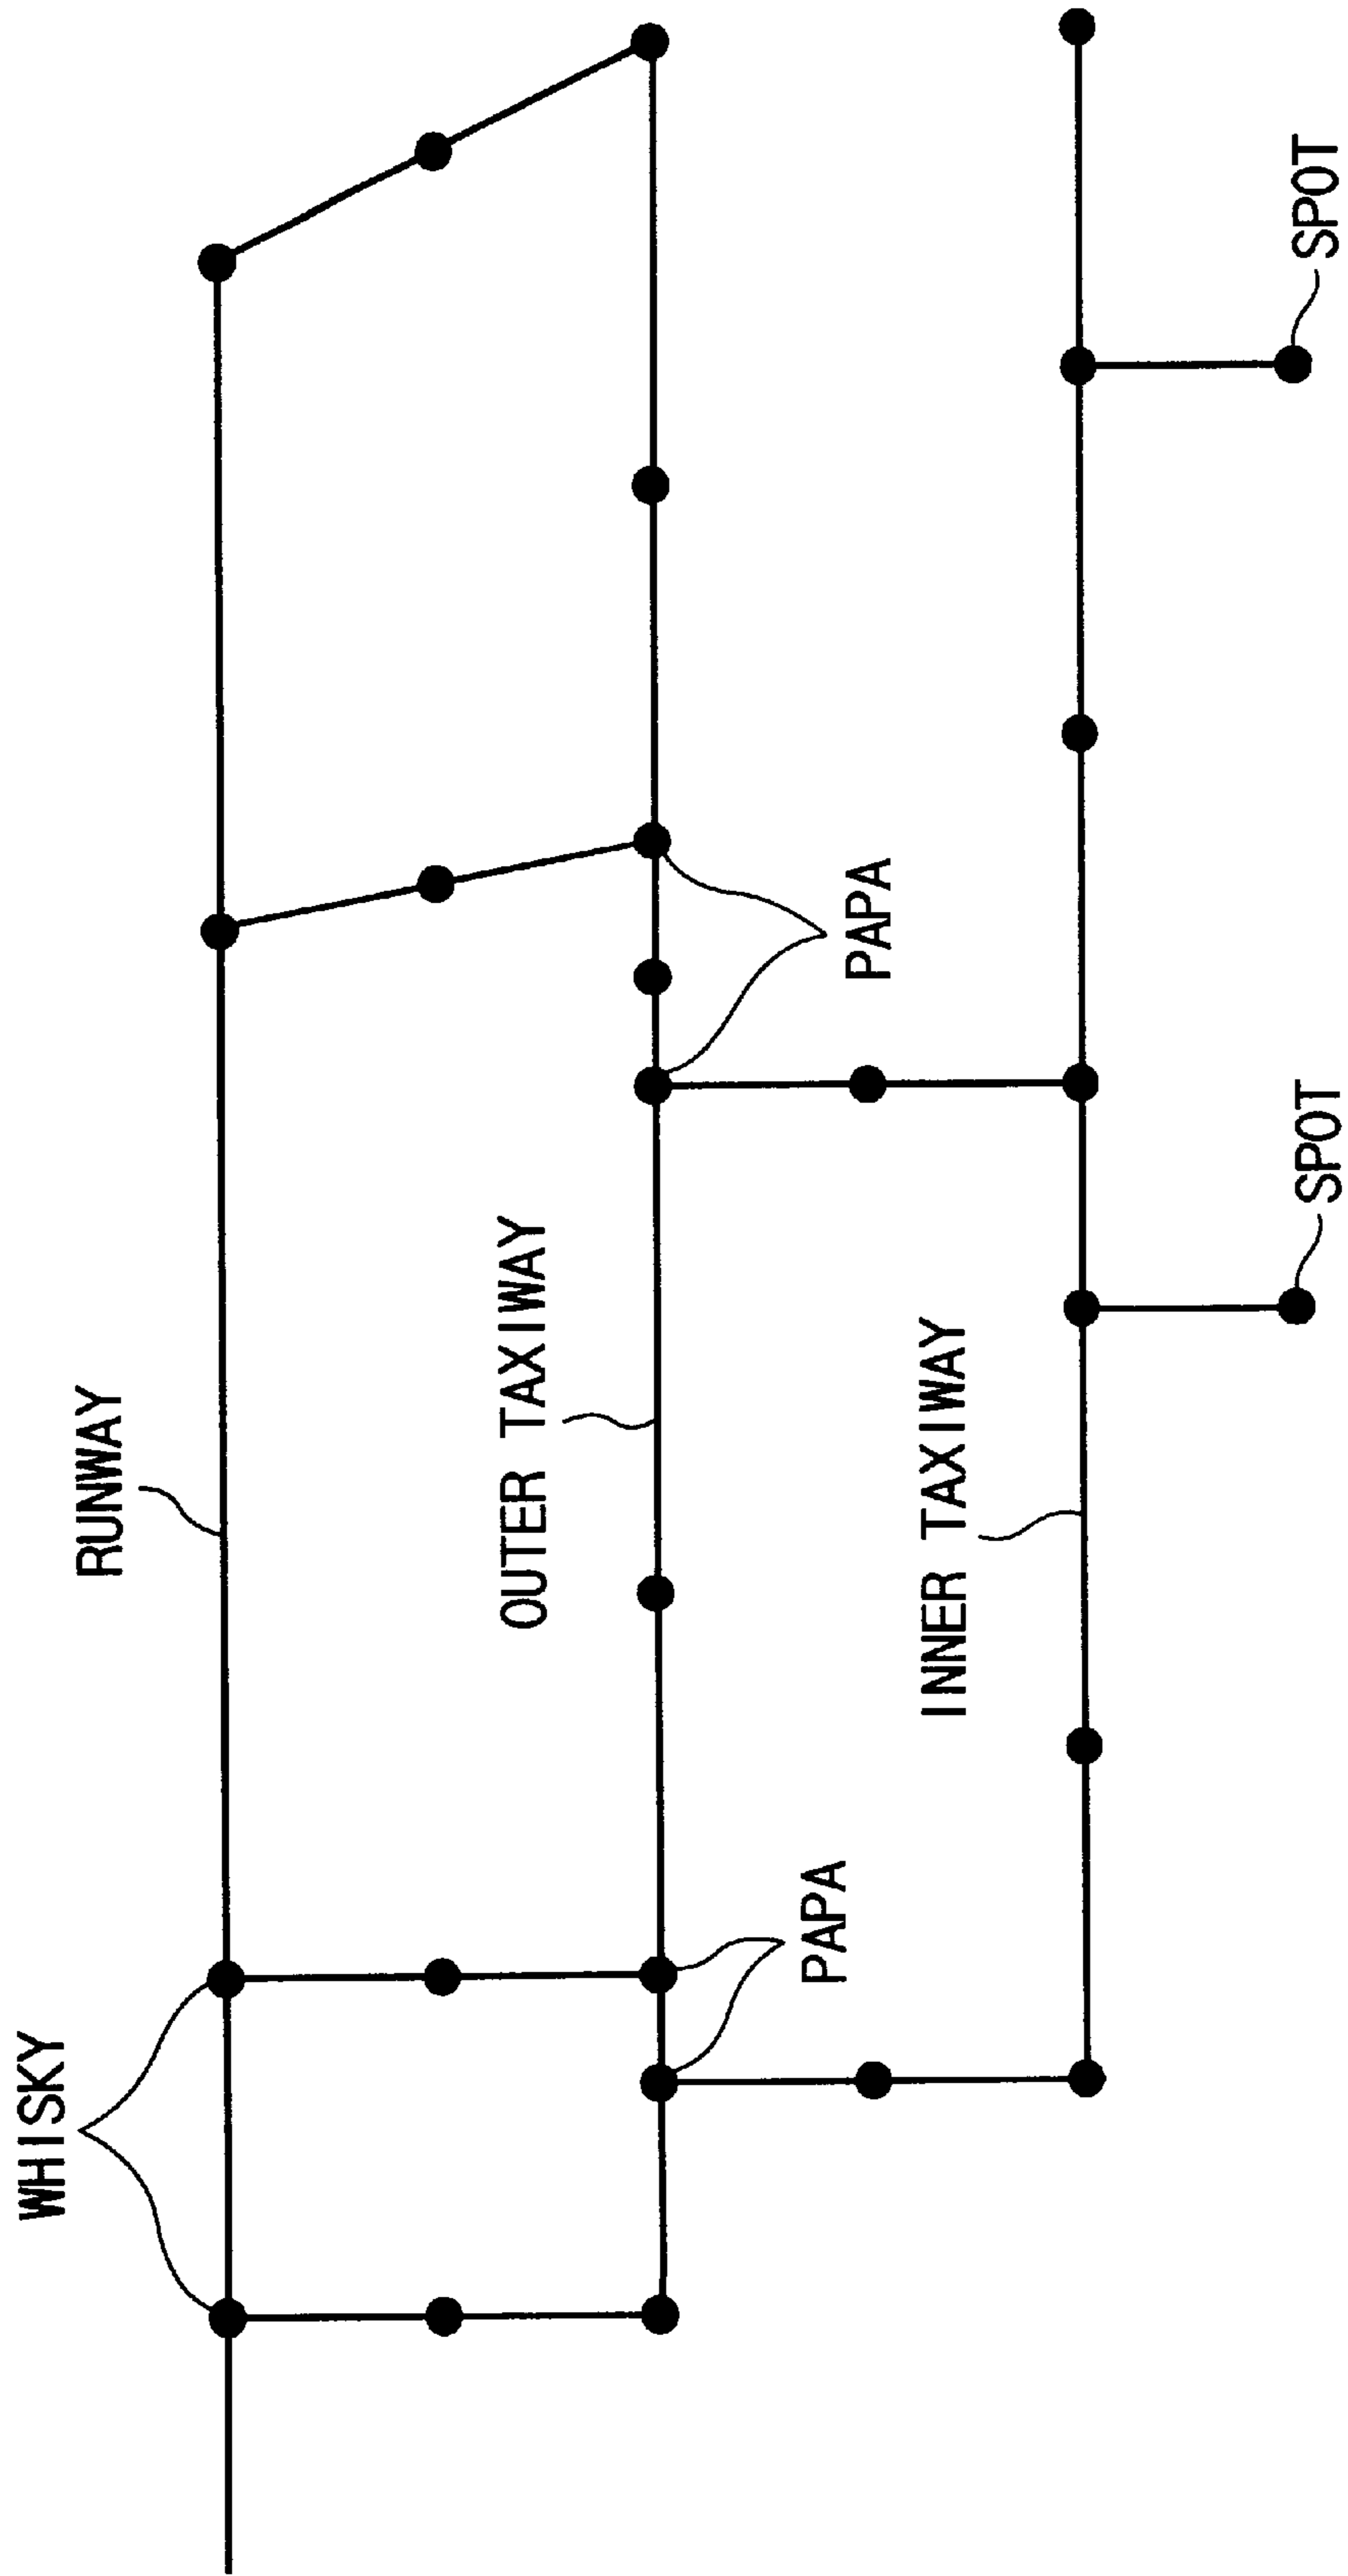 WHISKY
RUNWAY
OUTER TAXIWAY
PAPA
PAPA
INNER TAXIWAY
SPOT
SPOT